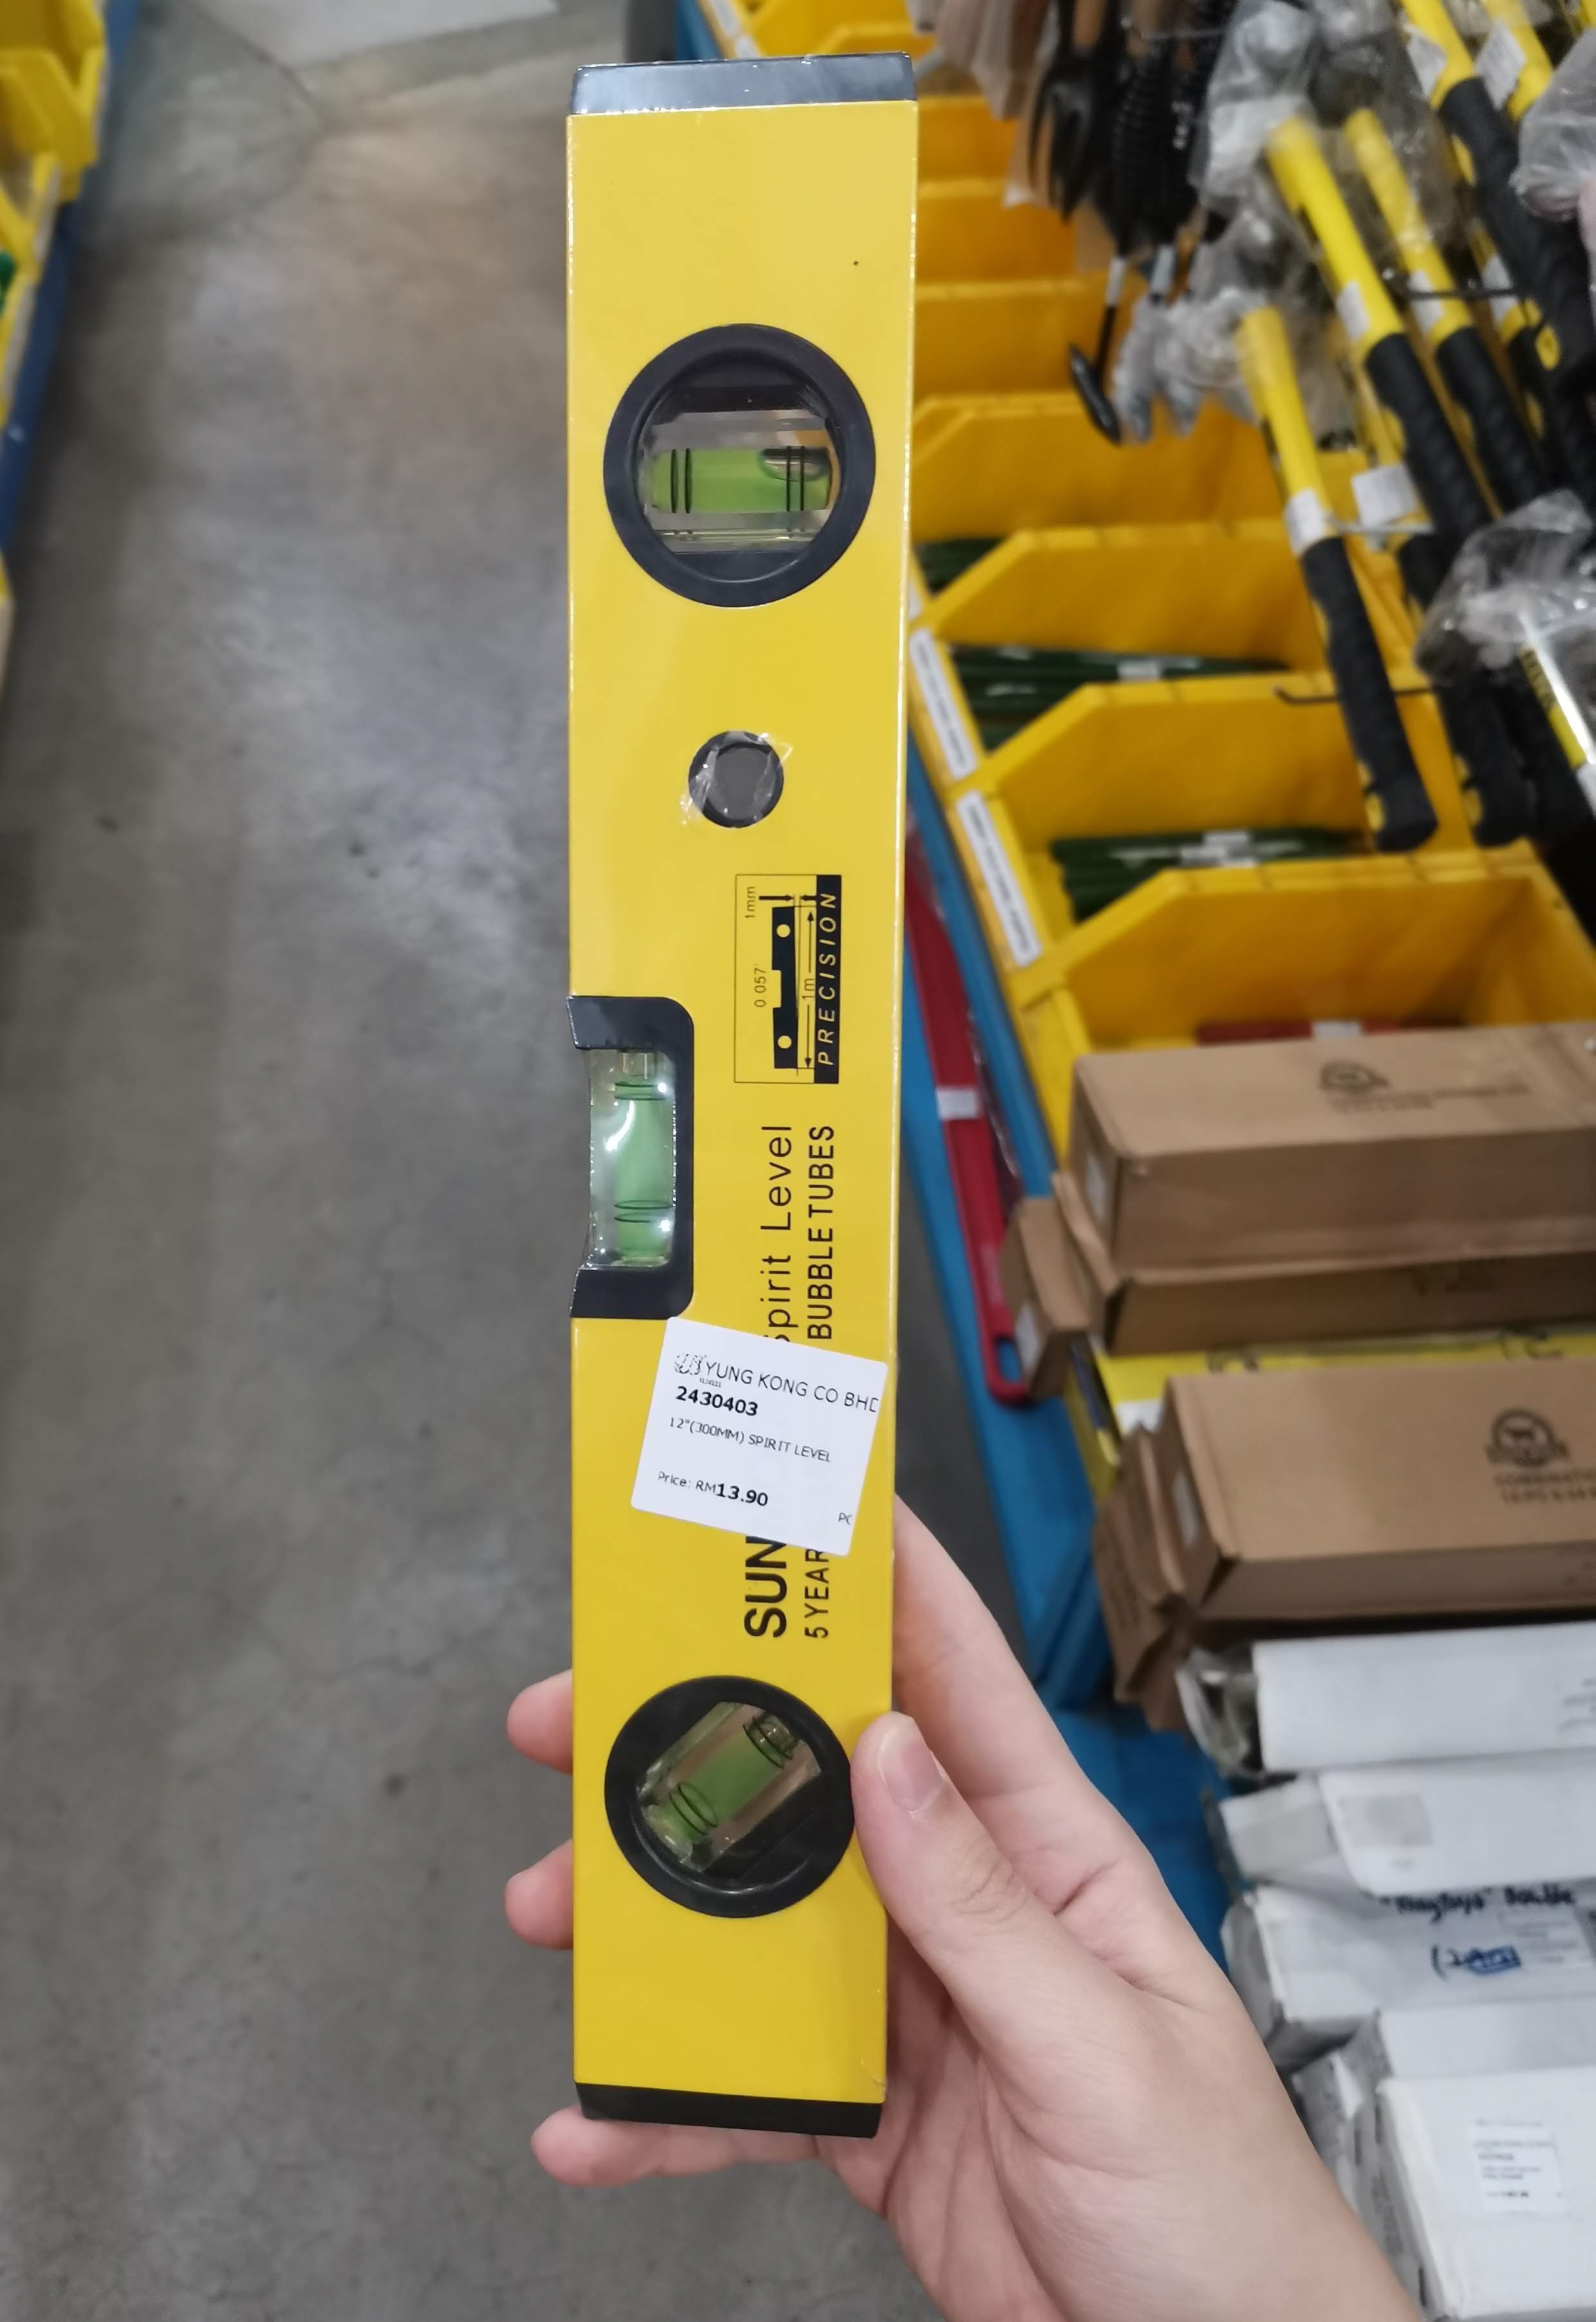 1mm
0.057°
1m
PRECISION
Spirit Level
BUBBLE TUBES
YUNG KONG CO BHD
2430403
12"(300MM) SPIRIT LEVEL
Price: RM13.90
PC
SUN
5 YEAR